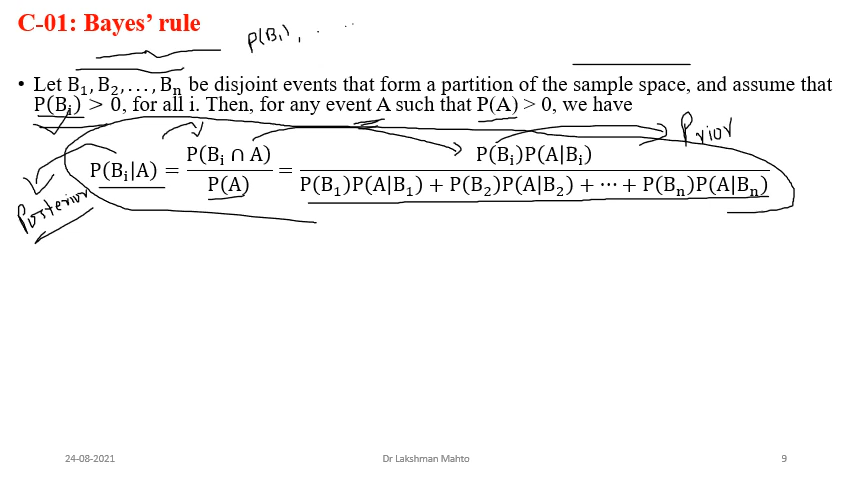 C-01: Bayes' rule
P(B₁), . . .
• Let B₁, B₂, …, Bₙ be disjoint events that form a partition of the sample space, and assume that
P(Bᵢ) > 0, for all i. Then, for any event A such that P(A) > 0, we have
Prior
P(Bᵢ|A) = P(Bᵢ ∩ A) / P(A) = P(Bᵢ)P(A|Bᵢ) / P(B₁)P(A|B₁) + P(B₂)P(A|B₂) + ⋯ + P(Bₙ)P(A|Bₙ)
Posterior
24-08-2021
Dr Lakshman Mahto
9